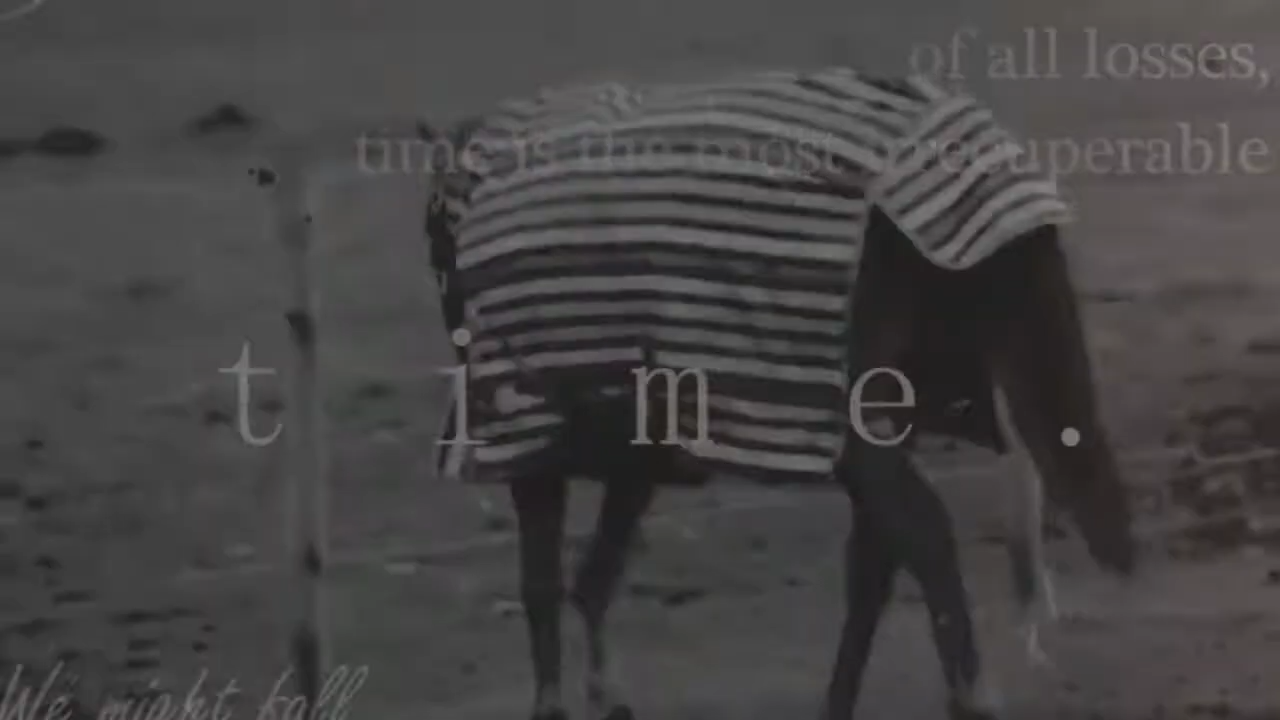 of all losses,
time is the most irrecuperable
t i m e .
We might fall